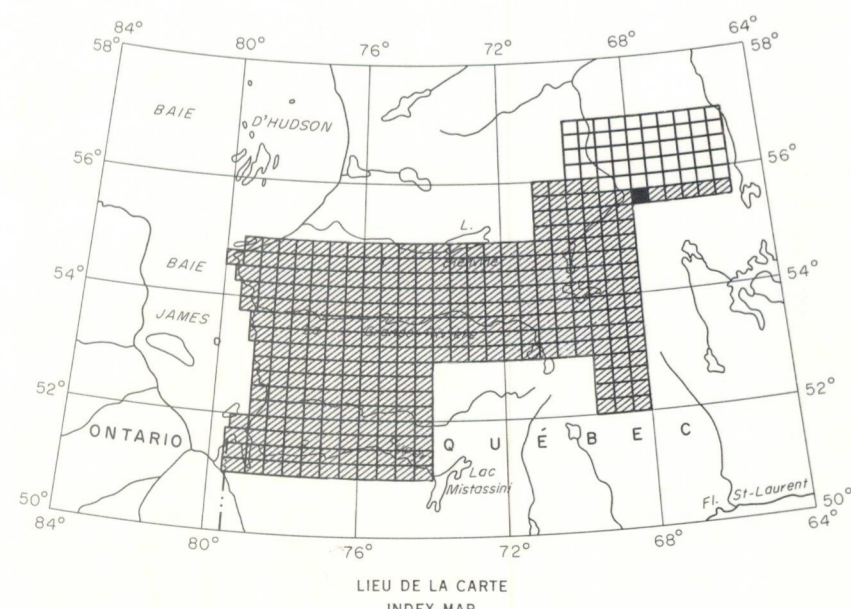 84°
80°
76°
72°
68°
64°
58°
58°
BAIE
D'HUDSON
56°
56°
L.
BAIE
54°
54°
JAMES
52°
52°
ONTARIO
QUÉBEC
Lac
Mistassini
Fl. St-Laurent
50°
50°
84°
80°
76°
72°
68°
64°
LIEU DE LA CARTE
INDEX MAP